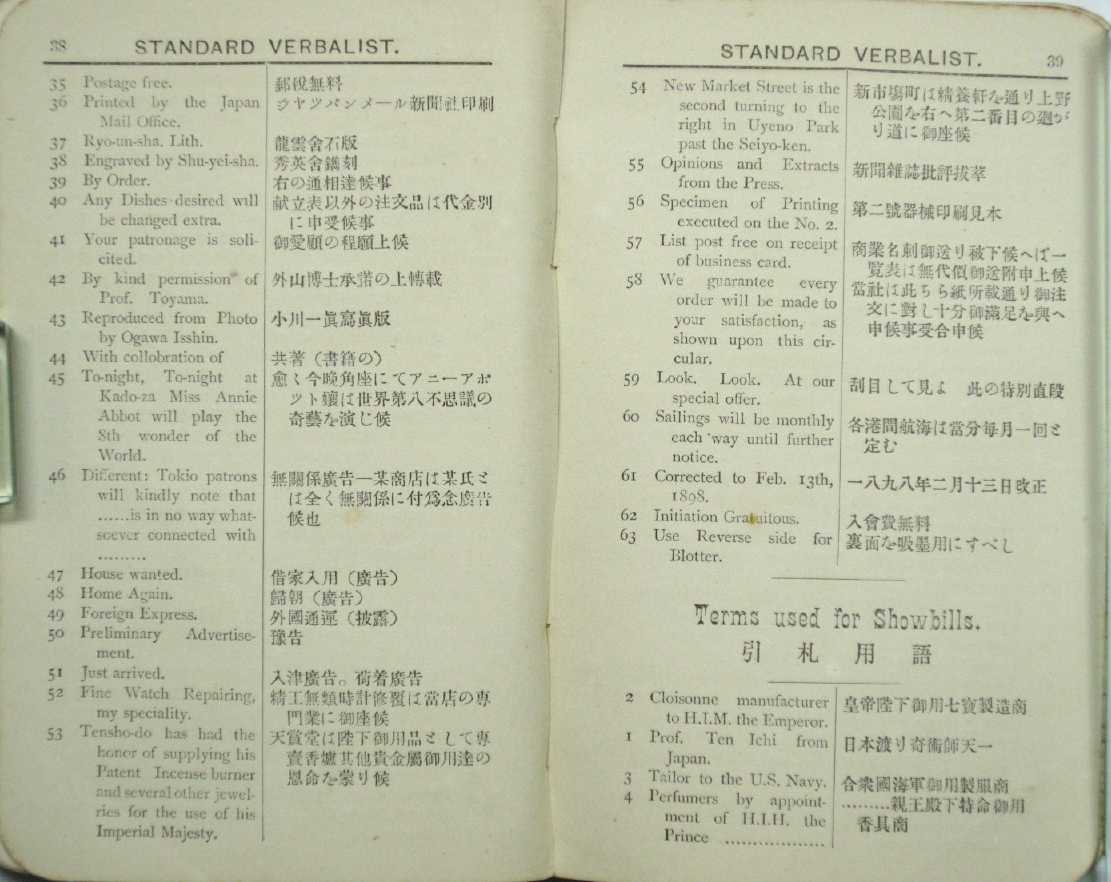 38 STANDARD VERBALIST.
35 Postage free. 郵稅無料
36 Printed by the Japan ジヤツパンメール新聞社印刷
Mail Office.
37 Ryo-un-sha. Lith. 龍雲舍石版
38 Engraved by Shu-yei-sha. 秀英舍鐫刻
39 By Order. 右の通相達候事
40 Any Dishes desired will 献立表以外の注文品は代金別
be changed extra. に申受候事
41 Your patronage is soli- 御愛顧の程願上候
cited.
42 By kind permission of 外山博士承諾の上轉載
Prof. Toyama.
43 Reproduced from Photo 小川一眞寫眞版
by Ogawa Isshin.
44 With collobration of 共著（書籍の）
45 To-night, To-night at 愈く今晚角座にてアニーアボ
Kado-za Miss Annie ツト孃は世界第八不思議の
Abbot will play the 奇藝を演じ候
8th wonder of the
World.
46 Different: Tokio patrons 無關係廣告—某商店は某氏と
will kindly note that は全く無關係に付爲念廣告
......is in no way what- 候也
soever connected with
.........
47 House wanted. 借家入用（廣告）
48 Home Again. 歸朝（廣告）
49 Foreign Express. 外國通運（披露）
50 Preliminary Advertise- 豫告
ment.
51 Just arrived. 入津廣告。荷着廣告
52 Fine Watch Repairing, 精工無類時計修覆は當店の專
my speciality. 門業に御座候
53 Tensho-do has had the 天賞堂は陛下御用品として專
honor of supplying his 賣香爐其他貴金屬御用達の
Patent Incense burner 恩命を蒙り候
and several other jewel-
ries for the use of his
Imperial Majesty.
STANDARD VERBALIST. 39
54 New Market Street is the 新市塲町は精養軒を通り上野
second turning to the 公園を右へ第二番目の廻が
right in Uyeno Park り道に御座候
past the Seiyo-ken.
55 Opinions and Extracts 新聞雜誌批評拔萃
from the Press.
56 Specimen of Printing 第二號器械印刷見本
executed on the No. 2.
57 List post free on receipt 商業名刺御送り被下候へば一
of business card. 覽表は無代價御送附申上候
58 We guarantee every 當社は此ちら紙所載通り御注
order will be made to 文に對し十分御滿足を與へ
your satisfaction, as 申候事受合申候
shown upon this cir-
cular.
59 Look. Look. At our 刮目して見よ 此の特別直段
special offer.
60 Sailings will be monthly 各港間航海は當分每月一回と
each way until further 定む
notice.
61 Corrected to Feb. 13th, 一八九八年二月十三日改正
1898.
62 Initiation Gratuitous. 入會費無料
63 Use Reverse side for 裏面を吸墨用にすべし
Blotter.
Terms used for Showbills.
引札用語
2 Cloisonne manufacturer 皇帝陛下御用七寶製造商
to H.I.M. the Emperor.
1 Prof. Ten Ichi from 日本渡り奇術師天一
Japan.
3 Tailor to the U.S. Navy. 合衆國海軍御用製服商
4 Perfumers by appoint- .........親王殿下特命御用
ment of H.I.H. the 香具商
Prince ...................